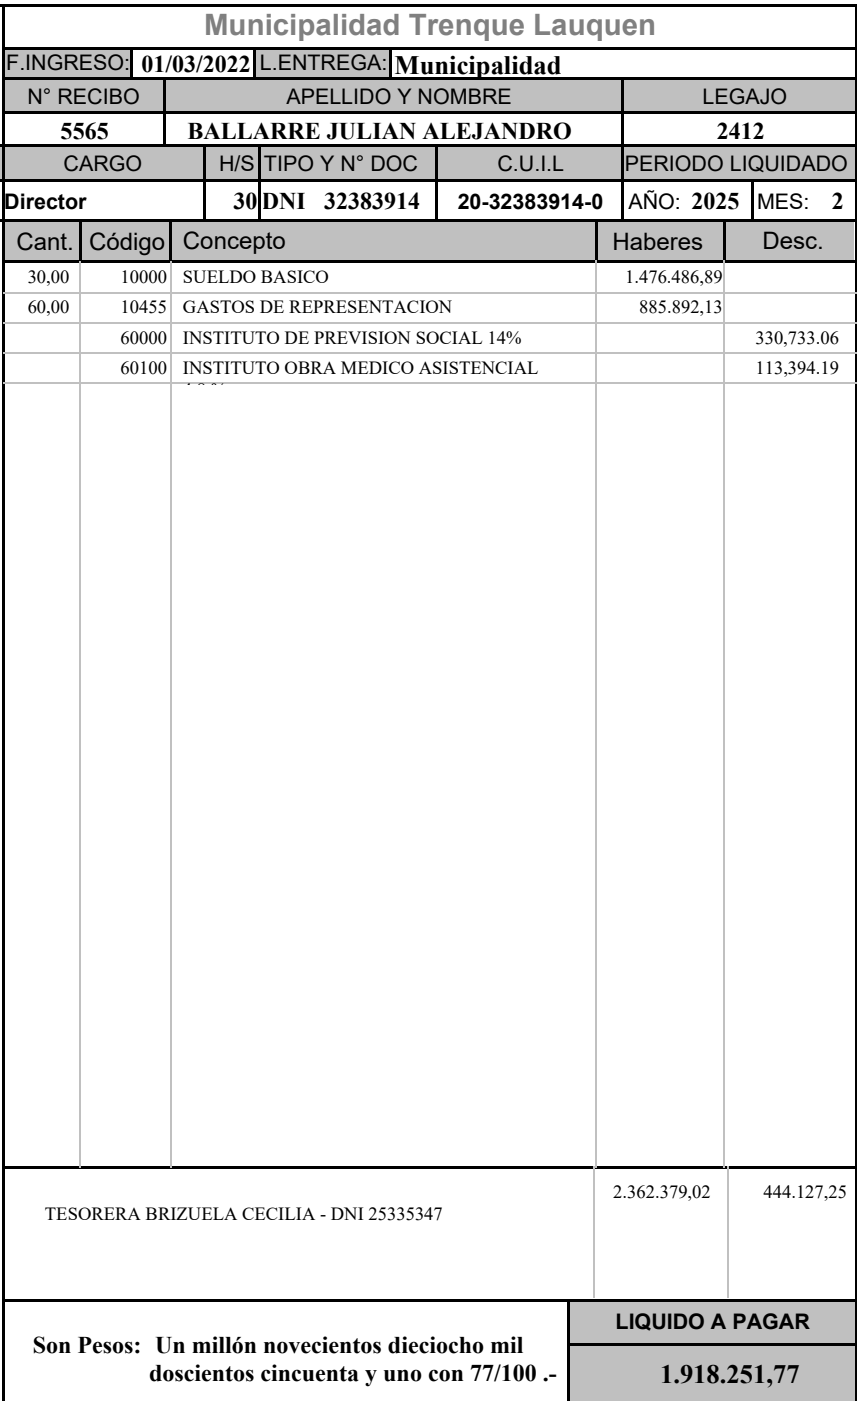 Municipalidad Trenque Lauquen
F.INGRESO: 01/03/2022 L.ENTREGA: Municipalidad
N° RECIBO APELLIDO Y NOMBRE LEGAJO
5565 BALLARRE JULIAN ALEJANDRO 2412
CARGO H/S TIPO Y N° DOC C.U.I.L PERIODO LIQUIDADO
Director 30 DNI 32383914 20-32383914-0 AÑO: 2025 MES: 2
Cant. Código Concepto Haberes Desc.
30,00 10000 SUELDO BASICO 1.476.486,89
60,00 10455 GASTOS DE REPRESENTACION 885.892,13
60000 INSTITUTO DE PREVISION SOCIAL 14% 330,733.06
60100 INSTITUTO OBRA MEDICO ASISTENCIAL 113,394.19
2.362.379,02 444.127,25
TESORERA BRIZUELA CECILIA - DNI 25335347
LIQUIDO A PAGAR
Son Pesos: Un millón novecientos dieciocho mil
doscientos cincuenta y uno con 77/100 .-
1.918.251,77